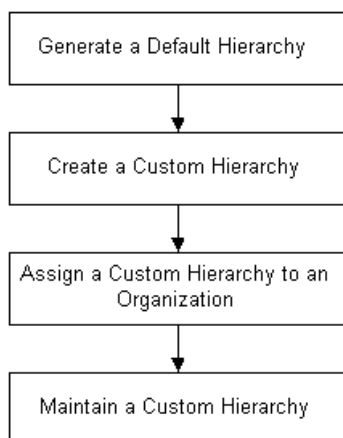 Generate a Default Hierarchy
Create a Custom Hierarchy
Assign a Custom Hierarchy to an
Organization
Maintain a Custom Hierarchy